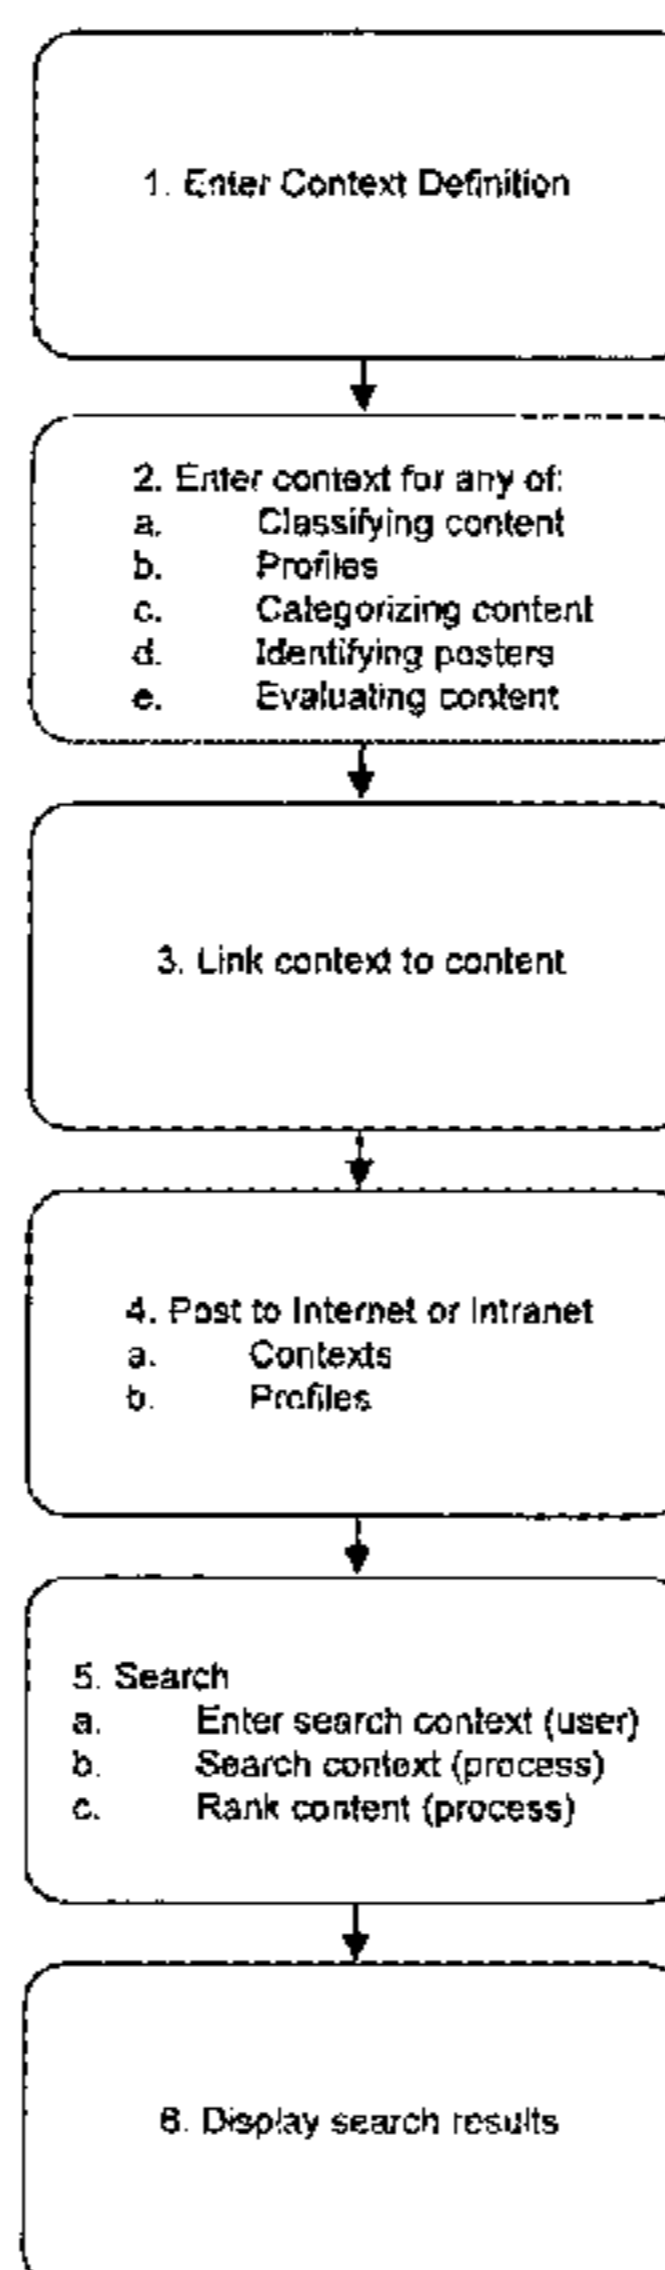 1. Enter Context Definition
2. Enter context for any of:
a. Classifying content
b. Profiles
c. Categorizing content
d. Identifying posters
e. Evaluating content
3. Link context to content
4. Post to Internet or Intranet
a. Contexts
b. Profiles
5. Search
a. Enter search context (user)
b. Search context (process)
c. Rank content (process)
6. Display search results